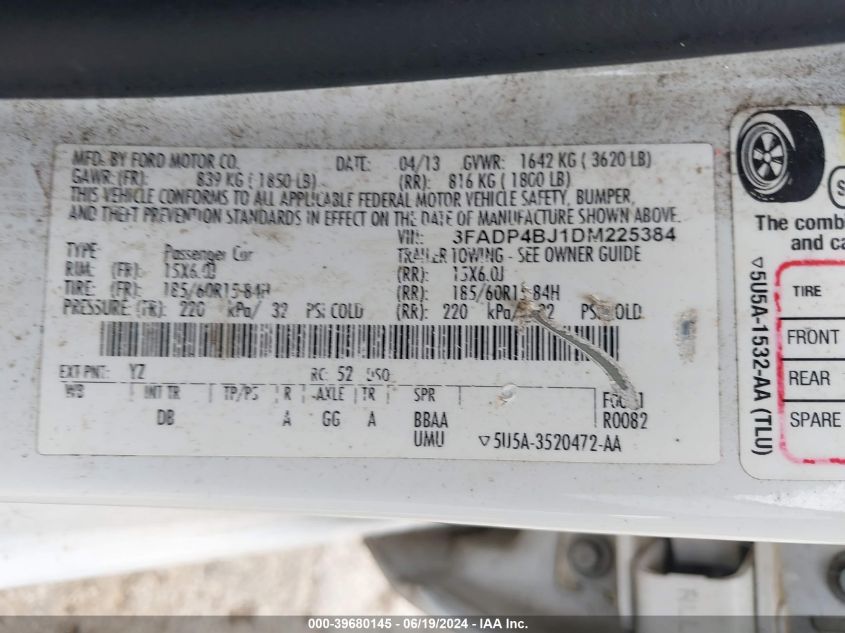 MFD. BY FORD MOTOR CO. DATE: 04/13 GVWR: 1642 KG ( 3620 LB)
GAWR: (FR): 839 KG ( 1850 LB) (RR): 816 KG ( 1800 LB)
THIS VEHICLE CONFORMS TO ALL APPLICABLE FEDERAL MOTOR VEHICLE SAFETY, BUMPER,
AND THEFT PREVENTION STANDARDS IN EFFECT ON THE DATE OF MANUFACTURE SHOWN ABOVE.
VIN: 3FADP4BJ1DM225384
TYPE: Passenger Car TRAILER TOWING - SEE OWNER GUIDE
RIM: (FR): 15X6.0J (RR): 15X6.0J
TIRE: (FR): 185/60R15 84H (RR): 185/60R15 84H
PRESSURE: (FR): 220 kPa/ 32 PSI COLD (RR): 220 kPa/ 32 PSI COLD
EXT PNT: YZ RC: 52 DSO:
WB INT TR TP/PS R AXLE TR SPR
DB A GG A BBAA R0082
UMU ▽5U5A-3520472-AA
The combi
and ca
TIRE
FRONT
REAR
SPARE
▽5U5A-1532-AA (TLU)
000-39680145 - 06/19/2024 - IAAI.com